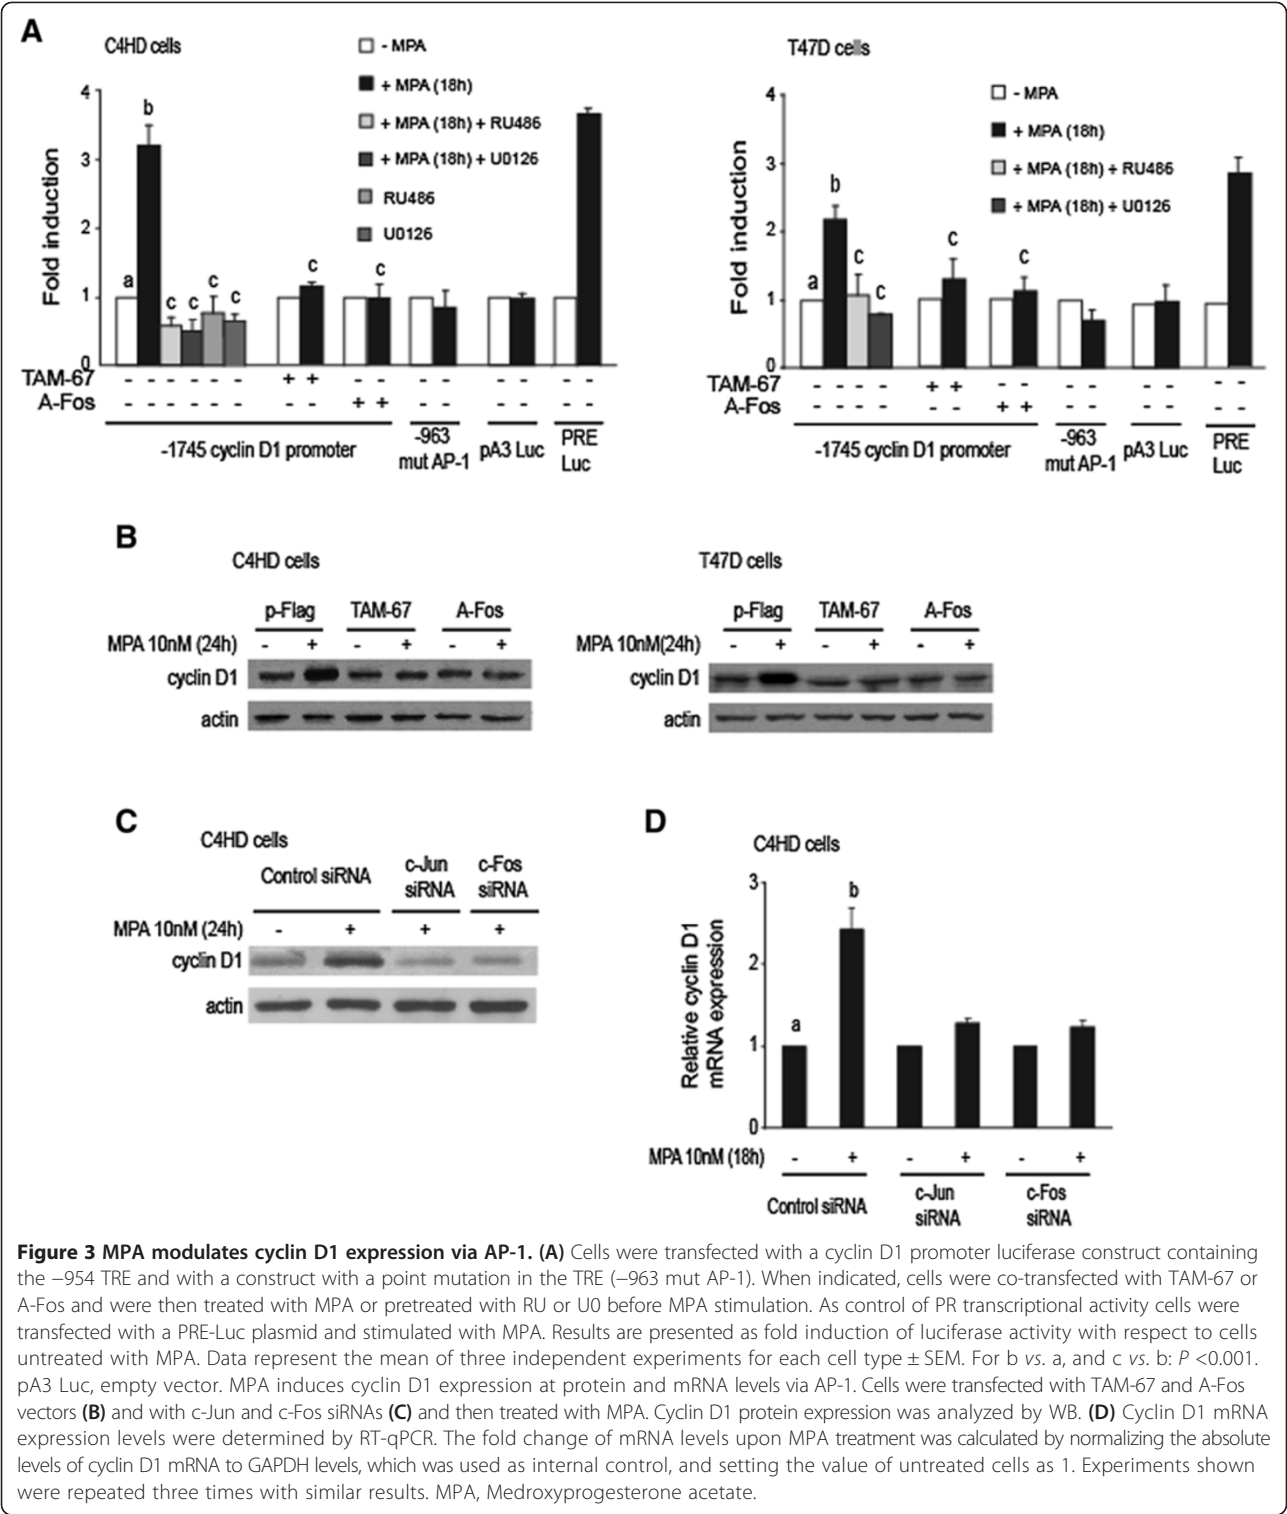 A
C4HD cells
- MPA
+ MPA (18h)
+ MPA (18h) + RU486
+ MPA (18h) + U0126
RU486
U0126
Fold induction
4
3
2
1
0
a
b
c
c
c
c
c
c
TAM-67 - - - - - - + + - - - - - - - -
A-Fos - - - - - - - - + + - - - - - -
-1745 cyclin D1 promoter
-963 mut AP-1
pA3 Luc
PRE Luc
T47D cells
- MPA
+ MPA (18h)
+ MPA (18h) + RU486
+ MPA (18h) + U0126
Fold induction
4
3
2
1
0
a
b
c
c
c
c
TAM-67 - - - - + + - - - - - - - -
A-Fos - - - - - - + + - - - - - -
-1745 cyclin D1 promoter
-963 mut AP-1
pA3 Luc
PRE Luc
B
C4HD cells
p-Flag TAM-67 A-Fos
MPA 10nM (24h) - + - + - +
cyclin D1
actin
T47D cells
p-Flag TAM-67 A-Fos
MPA 10nM(24h) - + - + - +
cyclin D1
actin
C
C4HD cells
Control siRNA
c-Jun siRNA
c-Fos siRNA
MPA 10nM (24h) - + + +
cyclin D1
actin
D
C4HD cells
Relative cyclin D1
mRNA expression
3
2
1
0
a
b
MPA 10nM (18h) - + - + - +
Control siRNA
c-Jun siRNA
c-Fos siRNA
Figure 3 MPA modulates cyclin D1 expression via AP-1. (A) Cells were transfected with a cyclin D1 promoter luciferase construct containing
the −954 TRE and with a construct with a point mutation in the TRE (−963 mut AP-1). When indicated, cells were co-transfected with TAM-67 or
A-Fos and were then treated with MPA or pretreated with RU or U0 before MPA stimulation. As control of PR transcriptional activity cells were
transfected with a PRE-Luc plasmid and stimulated with MPA. Results are presented as fold induction of luciferase activity with respect to cells
untreated with MPA. Data represent the mean of three independent experiments for each cell type ± SEM. For b vs. a, and c vs. b: P <0.001.
pA3 Luc, empty vector. MPA induces cyclin D1 expression at protein and mRNA levels via AP-1. Cells were transfected with TAM-67 and A-Fos
vectors (B) and with c-Jun and c-Fos siRNAs (C) and then treated with MPA. Cyclin D1 protein expression was analyzed by WB. (D) Cyclin D1 mRNA
expression levels were determined by RT-qPCR. The fold change of mRNA levels upon MPA treatment was calculated by normalizing the absolute
levels of cyclin D1 mRNA to GAPDH levels, which was used as internal control, and setting the value of untreated cells as 1. Experiments shown
were repeated three times with similar results. MPA, Medroxyprogesterone acetate.